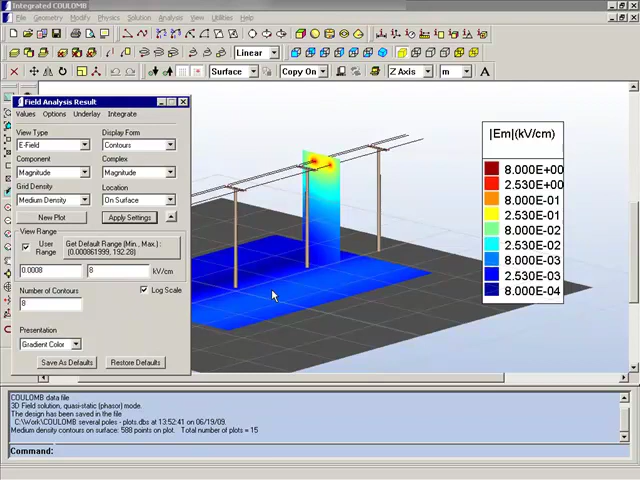 Integrated COULOMB
File Geometry Modify Physics Solution Analysis View Utilities Help
Linear
Surface Copy On Z Axis m A
Field Analysis Result
Values Options Underlay Integrate
View Type Display Form
E-Field Contours
Component Complex
Magnitude Magnitude
Grid Density Location
Medium Density On Surface
New Plot Apply Settings
View Range
User Range
Get Default Range (Min., Max.): (0.000861999, 192.28)
0.0008 8 kV/cm
Number of Contours Log Scale
8
Presentation
Gradient Color
Save As Defaults Restore Defaults
|Em|(kV/cm)
8.000E+00
2.530E+00
8.000E-01
2.530E-01
8.000E-02
2.530E-02
8.000E-03
2.530E-03
8.000E-04
COULOMB data file
3D Field solution, quasi-static (phasor) mode.
The design has been saved in the file
C:\Work\COULOMB several poles - plots.dbs at 13:52:41 on 06/19/09.
Medium density contours on surface: 588 points on plot. Total number of plots = 15
Command: